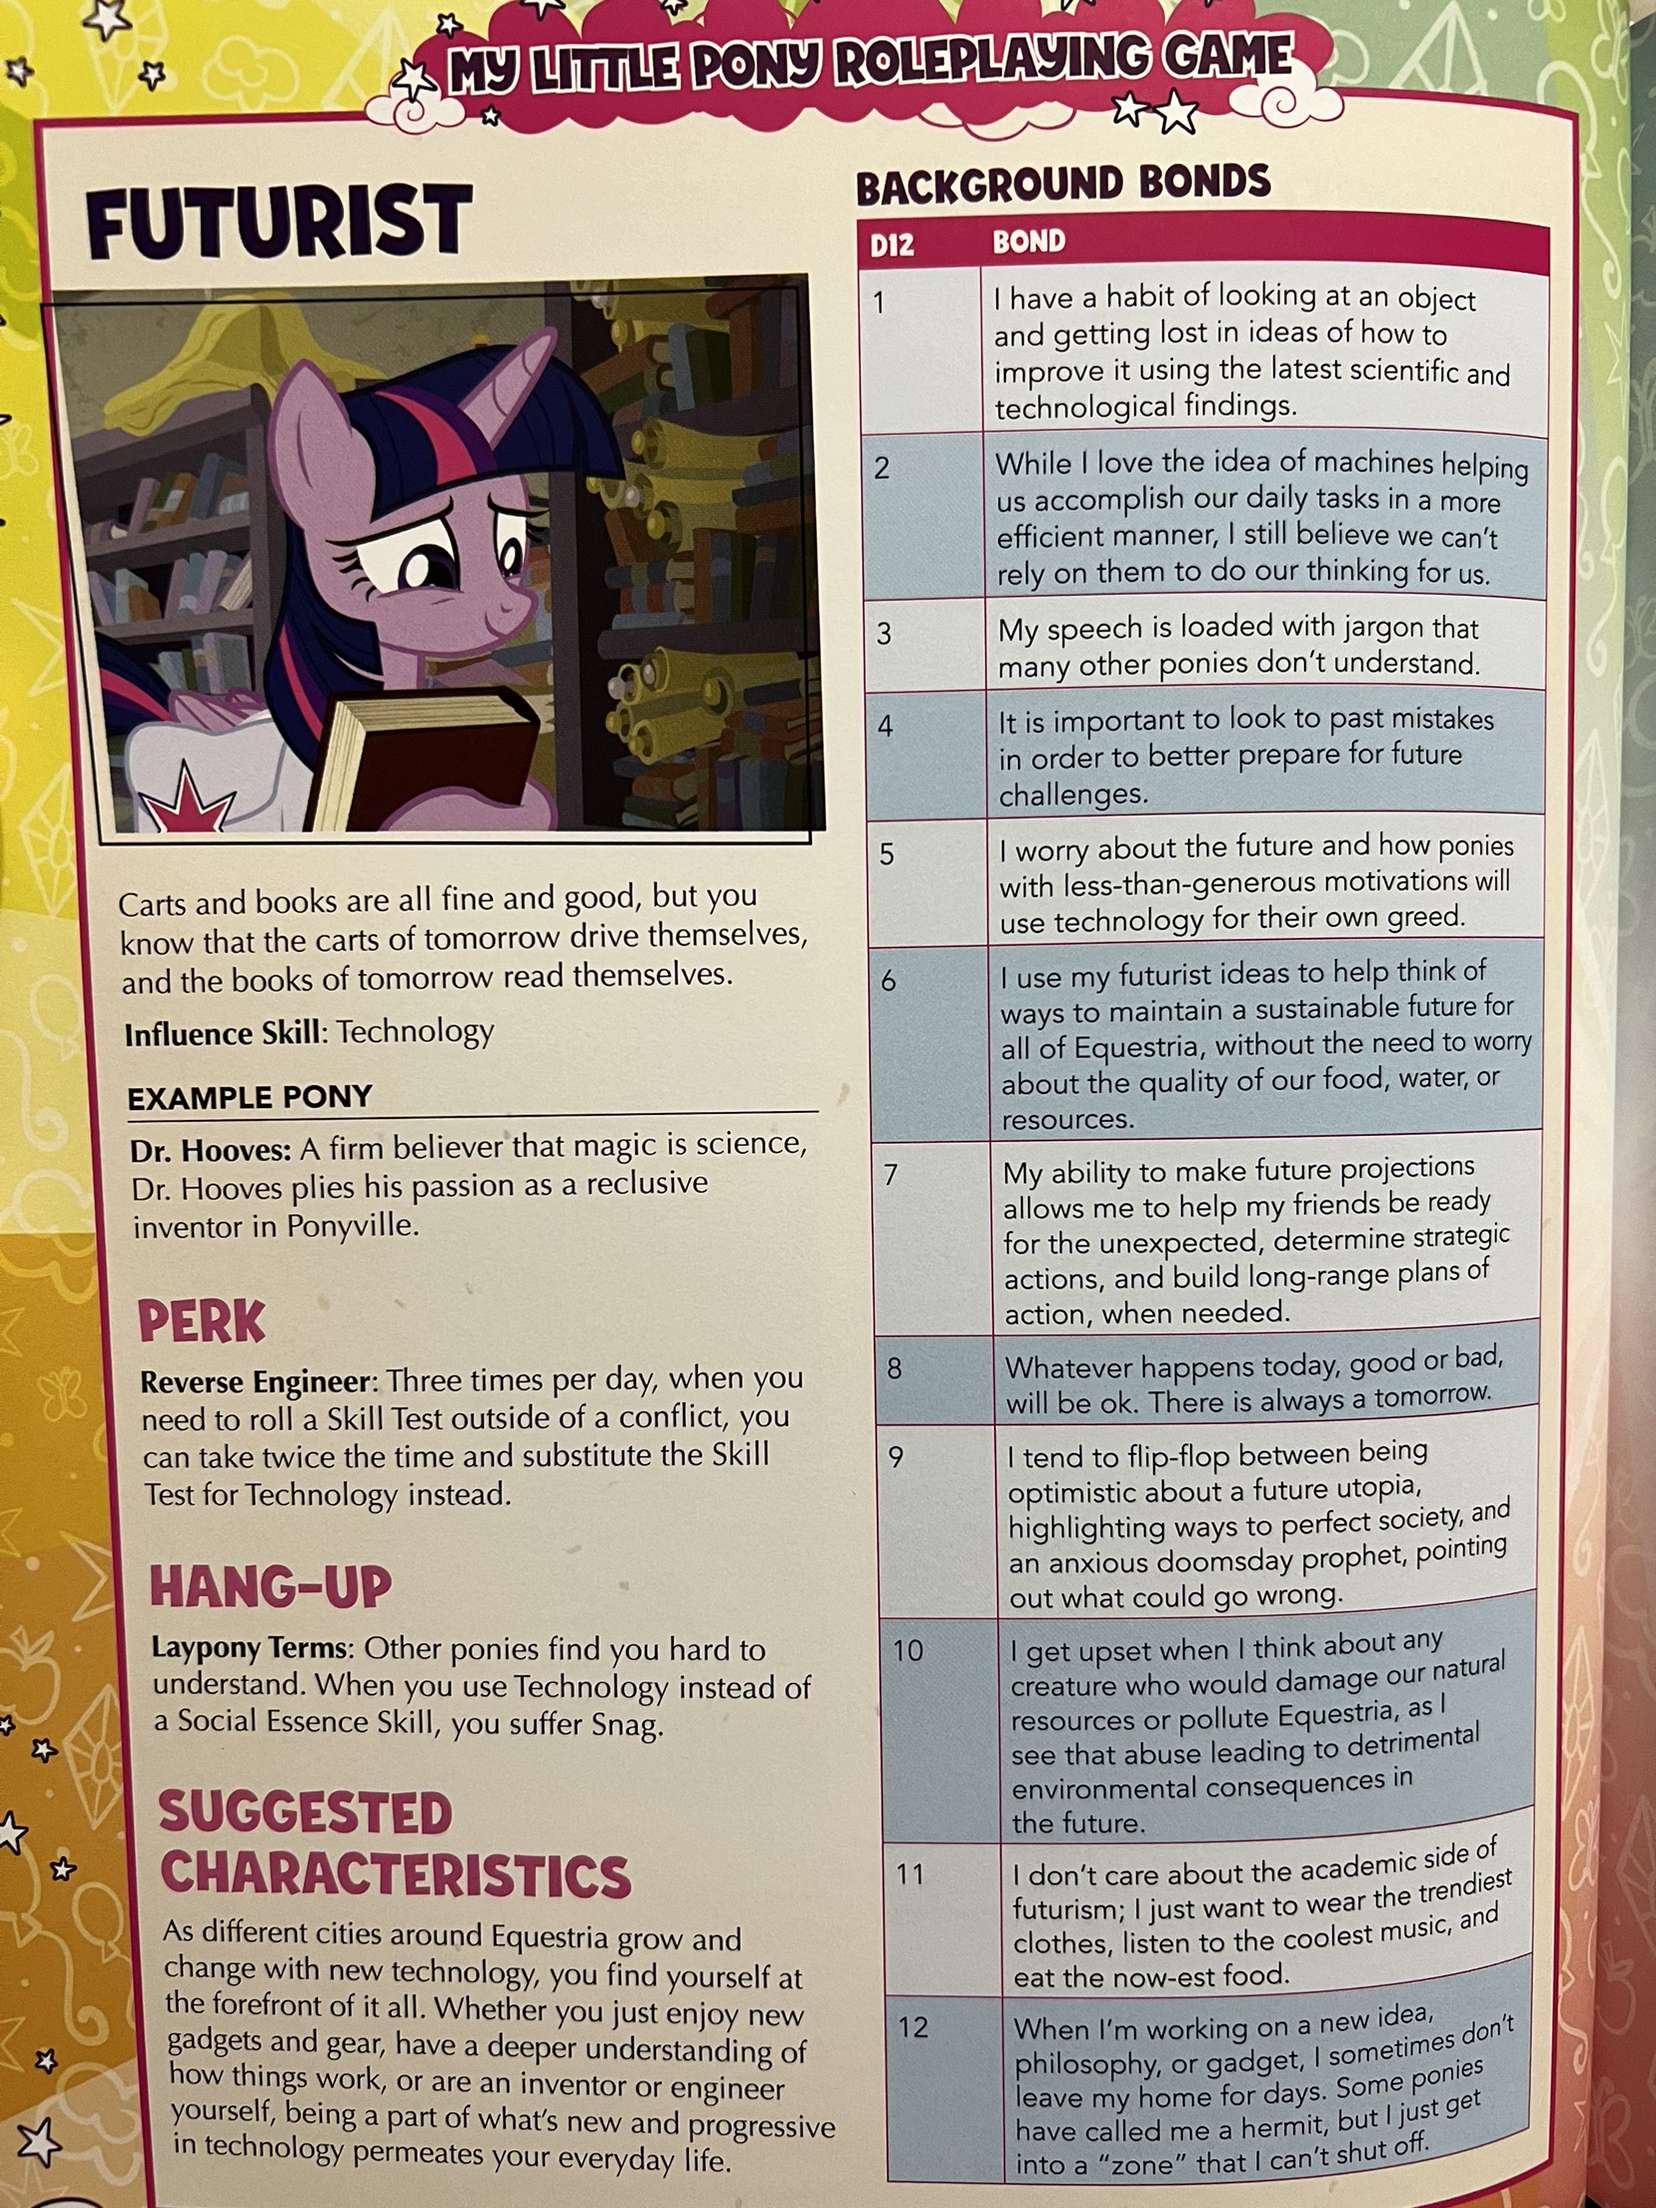 MY LITTLE PONY ROLEPLAYING GAME
FUTURIST
Carts and books are all fine and good, but you
know that the carts of tomorrow drive themselves,
and the books of tomorrow read themselves.
Influence Skill: Technology
EXAMPLE PONY
Dr. Hooves: A firm believer that magic is science,
Dr. Hooves plies his passion as a reclusive
inventor in Ponyville.
PERK
Reverse Engineer: Three times per day, when you
need to roll a Skill Test outside of a conflict, you
can take twice the time and substitute the Skill
Test for Technology instead.
HANG-UP
Laypony Terms: Other ponies find you hard to
understand. When you use Technology instead of
a Social Essence Skill, you suffer Snag.
SUGGESTED
CHARACTERISTICS
As different cities around Equestria grow and
change with new technology, you find yourself at
the forefront of it all. Whether you just enjoy new
gadgets and gear, have a deeper understanding of
how things work, or are an inventor or engineer
yourself, being a part of what's new and progressive
in technology permeates your everyday life.
BACKGROUND BONDS
D12 BOND
1 I have a habit of looking at an object
and getting lost in ideas of how to
improve it using the latest scientific and
technological findings.
2 While I love the idea of machines helping
us accomplish our daily tasks in a more
efficient manner, I still believe we can't
rely on them to do our thinking for us.
3 My speech is loaded with jargon that
many other ponies don't understand.
4 It is important to look to past mistakes
in order to better prepare for future
challenges.
5 I worry about the future and how ponies
with less-than-generous motivations will
use technology for their own greed.
6 I use my futurist ideas to help think of
ways to maintain a sustainable future for
all of Equestria, without the need to worry
about the quality of our food, water, or
resources.
7 My ability to make future projections
allows me to help my friends be ready
for the unexpected, determine strategic
actions, and build long-range plans of
action, when needed.
8 Whatever happens today, good or bad,
will be ok. There is always a tomorrow.
9 I tend to flip-flop between being
optimistic about a future utopia,
highlighting ways to perfect society, and
an anxious doomsday prophet, pointing
out what could go wrong.
10 I get upset when I think about any
creature who would damage our natural
resources or pollute Equestria, as I
see that abuse leading to detrimental
environmental consequences in
the future.
11 I don't care about the academic side of
futurism; I just want to wear the trendiest
clothes, listen to the coolest music, and
eat the now-est food.
12 When I'm working on a new idea,
philosophy, or gadget, I sometimes don't
leave my home for days. Some ponies
have called me a hermit, but I just get
into a "zone" that I can't shut off.